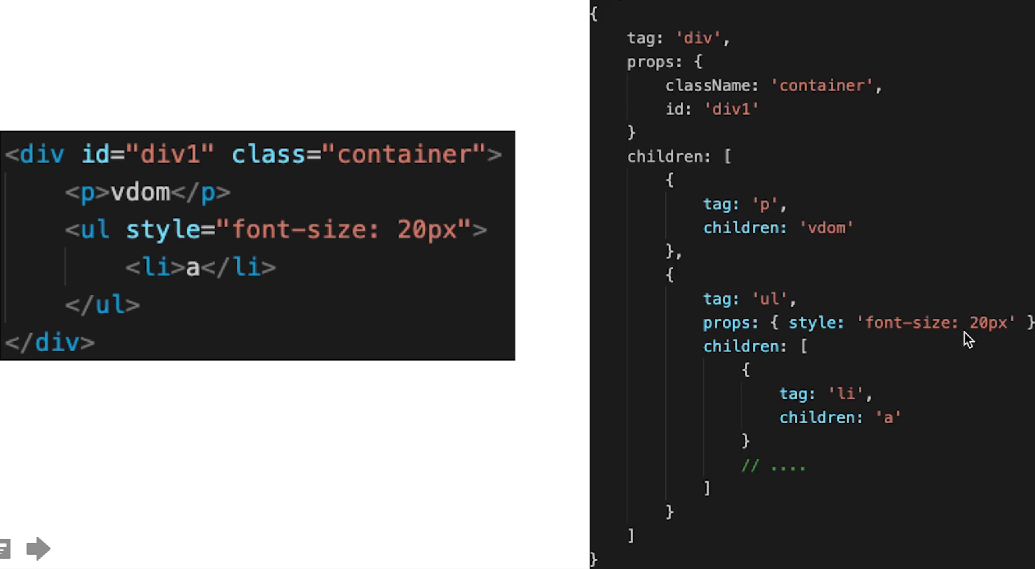 <div id="div1" class="container">
    <p>vdom</p>
    <ul style="font-size: 20px">
        <li>a</li>
    </ul>
</div>
{
    tag: 'div',
    props: {
        className: 'container',
        id: 'div1'
    }
    children: [
        {
            tag: 'p',
            children: 'vdom'
        },
        {
            tag: 'ul',
            props: { style: 'font-size: 20px' }
            children: [
                {
                    tag: 'li',
                    children: 'a'
                }
                // ....
            ]
        }
    ]
}